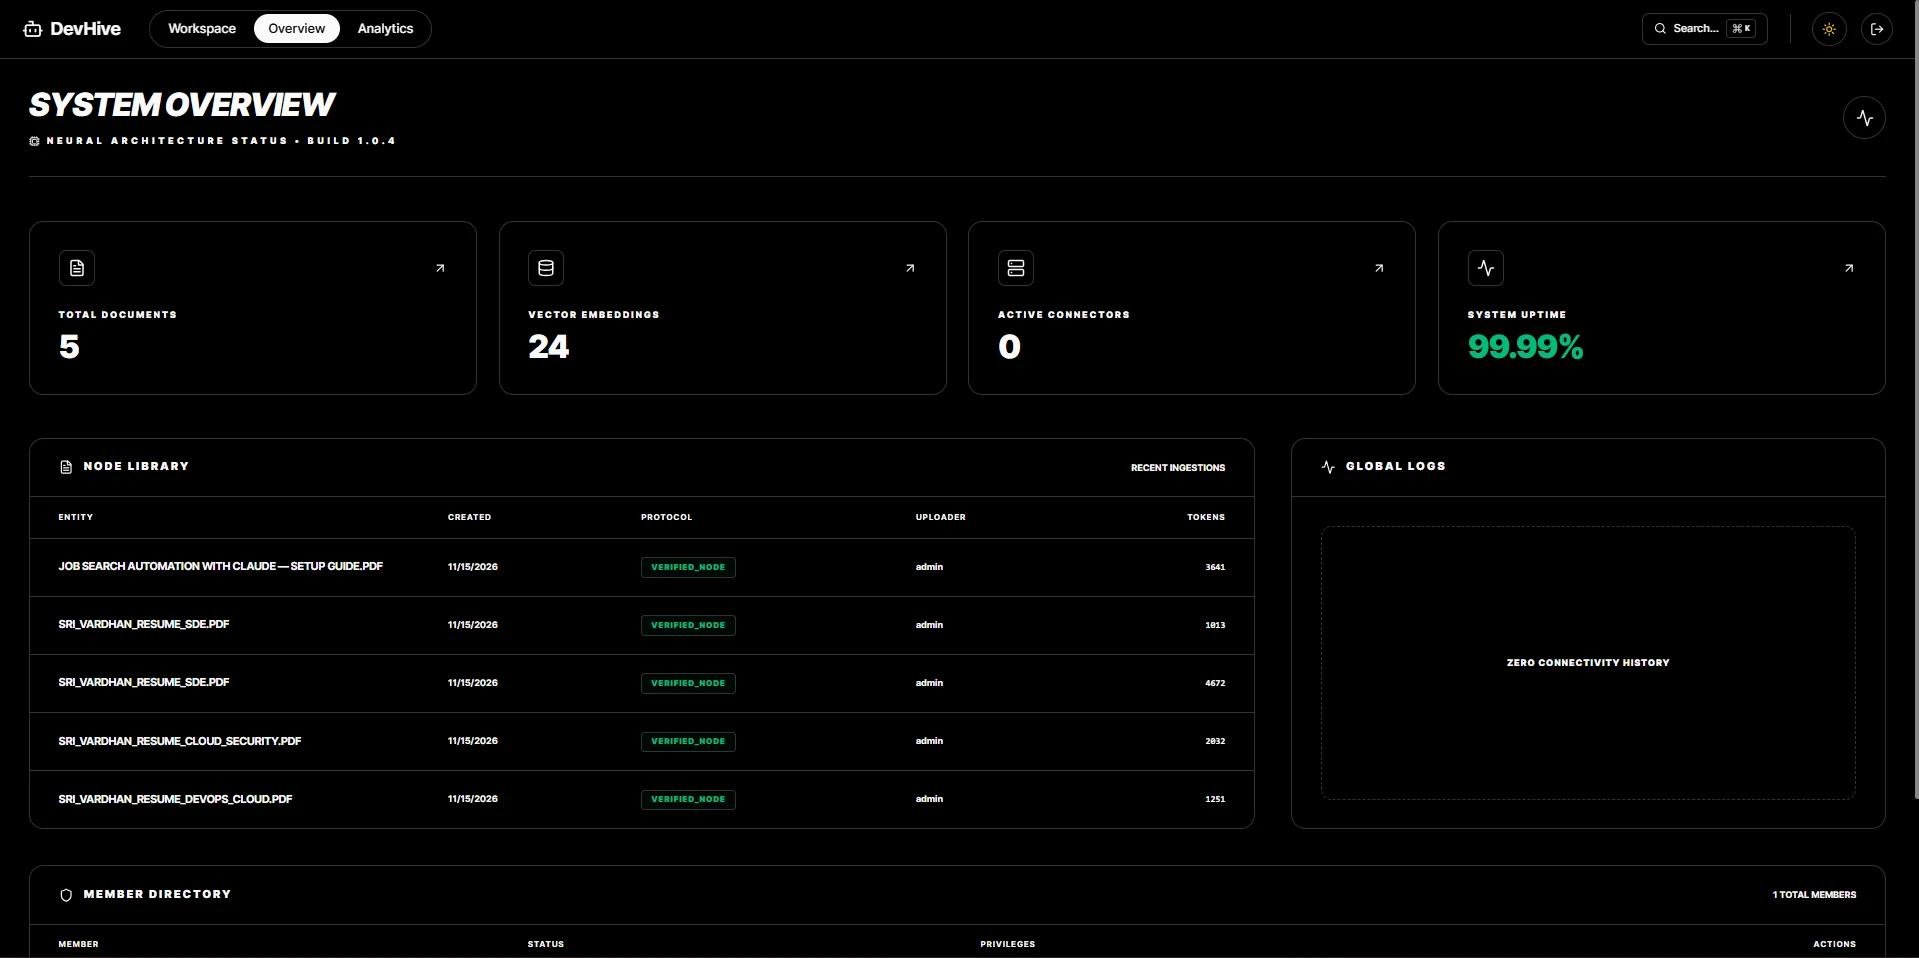 DevHive Workspace Overview Analytics Search... ⌘ K
SYSTEM OVERVIEW
NEURAL ARCHITECTURE STATUS • BUILD 1.0.4
TOTAL DOCUMENTS
5
VECTOR EMBEDDINGS
24
ACTIVE CONNECTORS
0
SYSTEM UPTIME
99.99%
NODE LIBRARY RECENT INGESTIONS
ENTITY CREATED PROTOCOL UPLOADER TOKENS
JOB SEARCH AUTOMATION WITH CLAUDE — SETUP GUIDE.PDF 11/15/2026 VERIFIED_NODE admin 3641
SRI_VARDHAN_RESUME_SDE.PDF 11/15/2026 VERIFIED_NODE admin 1013
SRI_VARDHAN_RESUME_SDE.PDF 11/15/2026 VERIFIED_NODE admin 4672
SRI_VARDHAN_RESUME_CLOUD_SECURITY.PDF 11/15/2026 VERIFIED_NODE admin 2032
SRI_VARDHAN_RESUME_DEVOPS_CLOUD.PDF 11/15/2026 VERIFIED_NODE admin 1251
GLOBAL LOGS
ZERO CONNECTIVITY HISTORY
MEMBER DIRECTORY 1 TOTAL MEMBERS
MEMBER STATUS PRIVILEGES ACTIONS